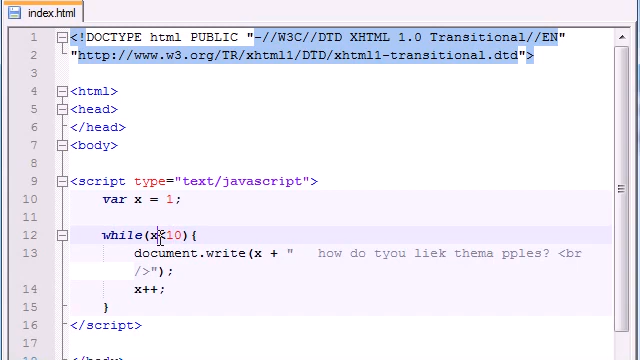 index.html
1 <!DOCTYPE html PUBLIC "-//W3C//DTD XHTML 1.0 Transitional//EN"
2 "http://www.w3.org/TR/xhtml1/DTD/xhtml1-transitional.dtd">
3
4 <html>
5 <head>
6 </head>
7 <body>
8
9 <script type="text/javascript">
10 var x = 1;
11
12 while(x<10){
13 document.write(x + "   how do tyou liek thema pples? <br
/>");
14 x++;
15 }
16 </script>
17
</body>